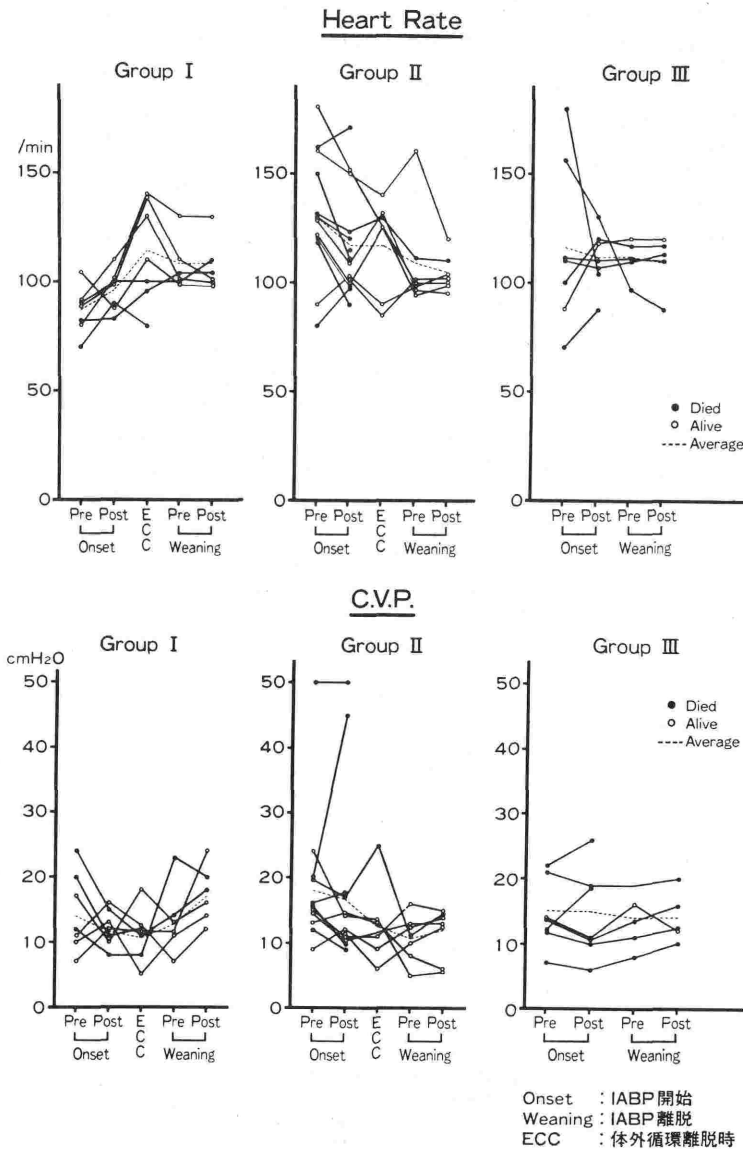 Heart Rate
Group I
Group II
Group III
/min
150
100
50
0
150
100
50
0
150
100
50
0
● Died
○ Alive
----- Average
Pre Post ECC Pre Post
Onset Weaning
Pre Post ECC Pre Post
Onset Weaning
Pre Post Pre Post
Onset Weaning
C.V.P.
Group I
Group II
Group III
cmH2O
50
40
30
20
10
0
50
40
30
20
10
0
50
40
30
20
10
0
● Died
○ Alive
----- Average
Pre Post ECC Pre Post
Onset Weaning
Pre Post ECC Pre Post
Onset Weaning
Pre Post Pre Post
Onset Weaning
Onset : IABP開始
Weaning : IABP離脱
ECC : 体外循環離脱時